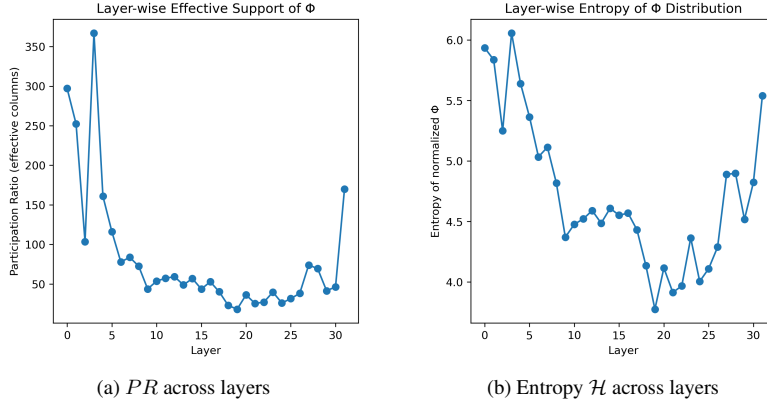 Layer-wise Effective Support of Φ
Participation Ratio (effective columns)
350
300
250
200
150
100
50
0 5 10 15 20 25 30
Layer
(a) PR across layers
Layer-wise Entropy of Φ Distribution
Entropy of normalized Φ
6.0
5.5
5.0
4.5
4.0
0 5 10 15 20 25 30
Layer
(b) Entropy ℋ across layers